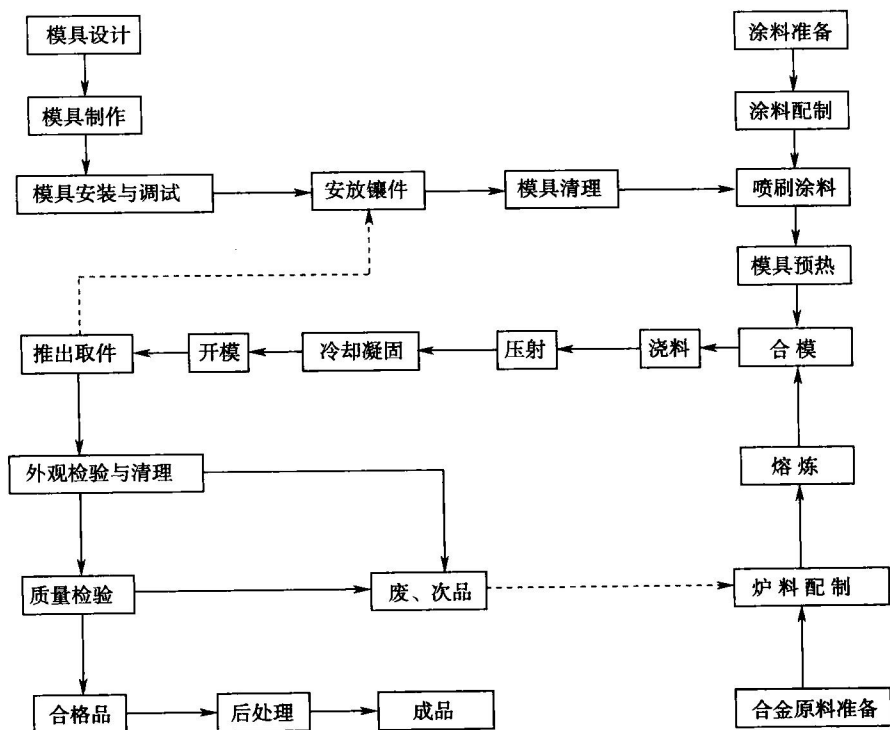 模具设计
涂料准备
模具制作
涂料配制
模具安装与调试
安放镶件
模具清理
喷刷涂料
模具预热
推出取件
开模
冷却凝固
压射
浇料
合模
外观检验与清理
熔炼
质量检验
废、次品
炉料配制
合格品
后处理
成品
合金原料准备